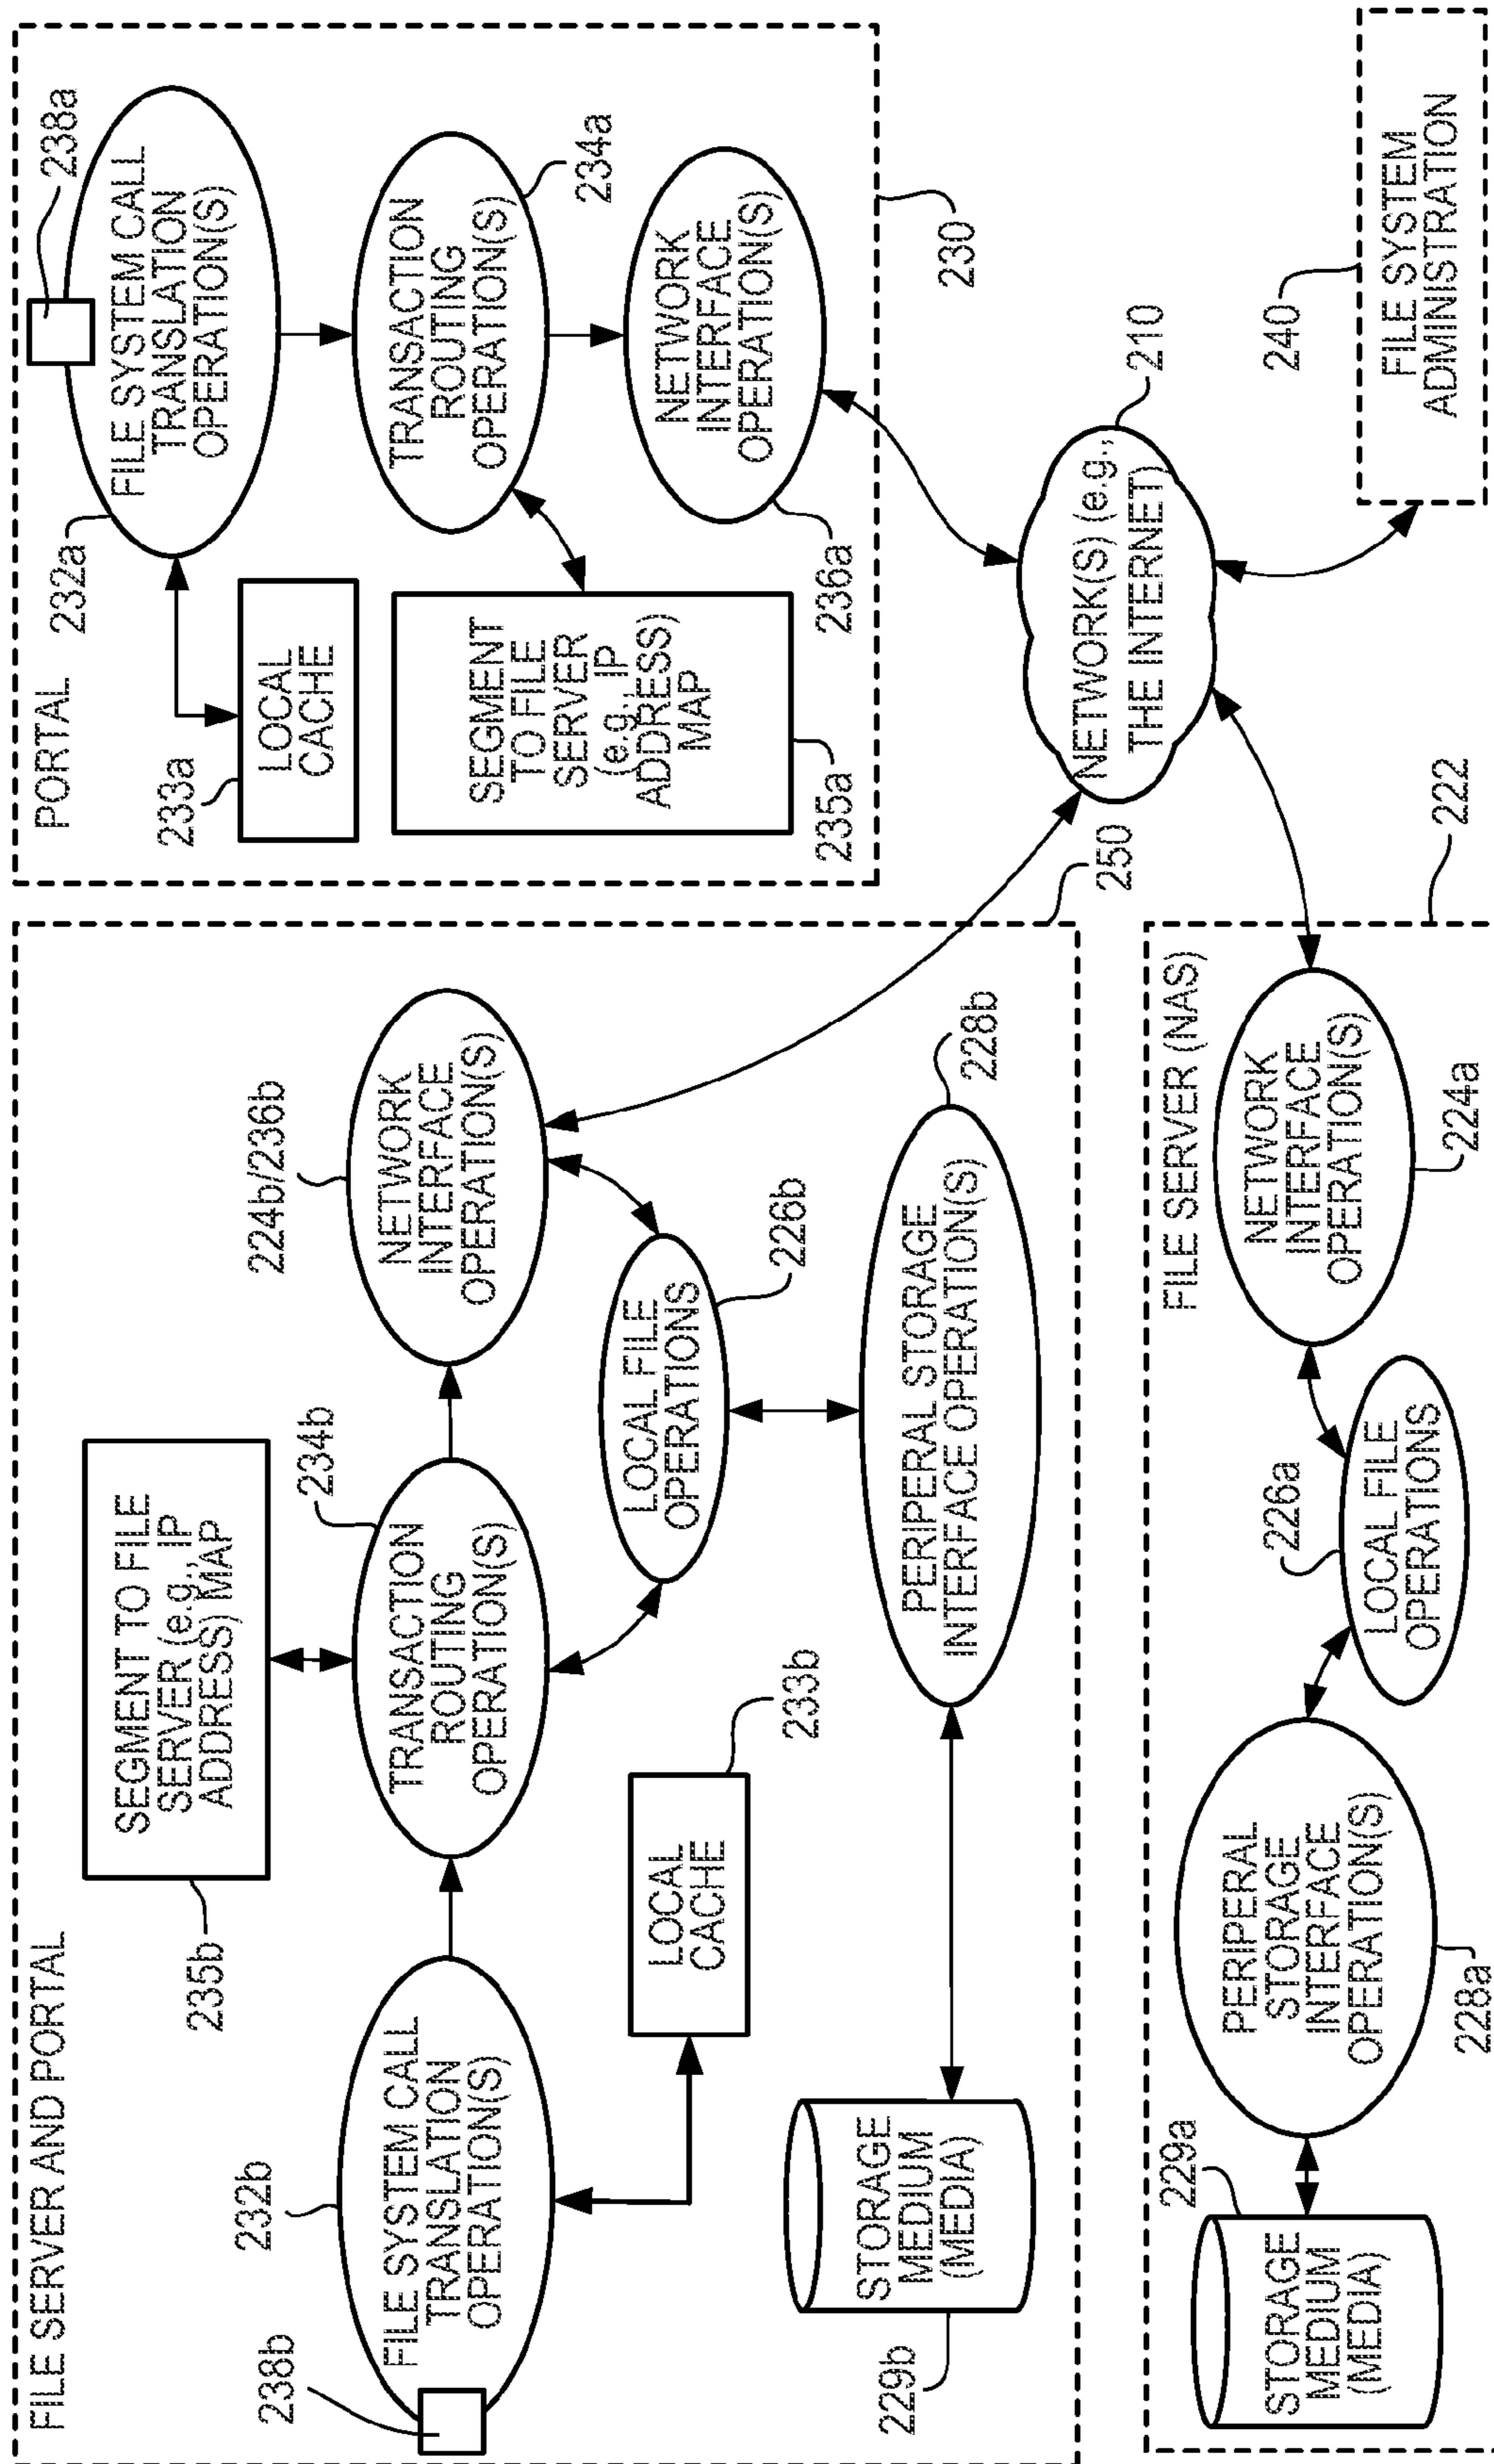 FILE SERVER AND PORTAL
235b
SEGMENT TO FILE
SERVER (e.g., IP
ADDRESS) MAP
238b
232b
FILE SYSTEM CALL
TRANSLATION
OPERATION(S)
234b
TRANSACTION
ROUTING
OPERATION(S)
224b/236b
NETWORK
INTERFACE
OPERATION(S)
LOCAL
CACHE
233b
LOCAL FILE
OPERATIONS
226b
229b
STORAGE
MEDIUM
(MEDIA)
PERIPERAL STORAGE
INTERFACE OPERATION(S)
228b
250
PORTAL
233a
LOCAL
CACHE
232a
FILE SYSTEM CALL
TRANSLATION
OPERATION(S)
238a
SEGMENT
TO FILE
SERVER
(e.g., IP
ADDRESS)
MAP
235a
TRANSACTION
ROUTING
OPERATION(S)
234a
NETWORK
INTERFACE
OPERATION(S)
236a
230
NETWORK(S) (e.g.,
THE INTERNET)
210
240
FILE SYSTEM
ADMINISTRATION
FILE SERVER (NAS)
222
229a
STORAGE
MEDIUM
(MEDIA)
PERIPERAL
STORAGE
INTERFACE
OPERATION(S)
228a
226a
LOCAL FILE
OPERATIONS
NETWORK
INTERFACE
OPERATION(S)
224a